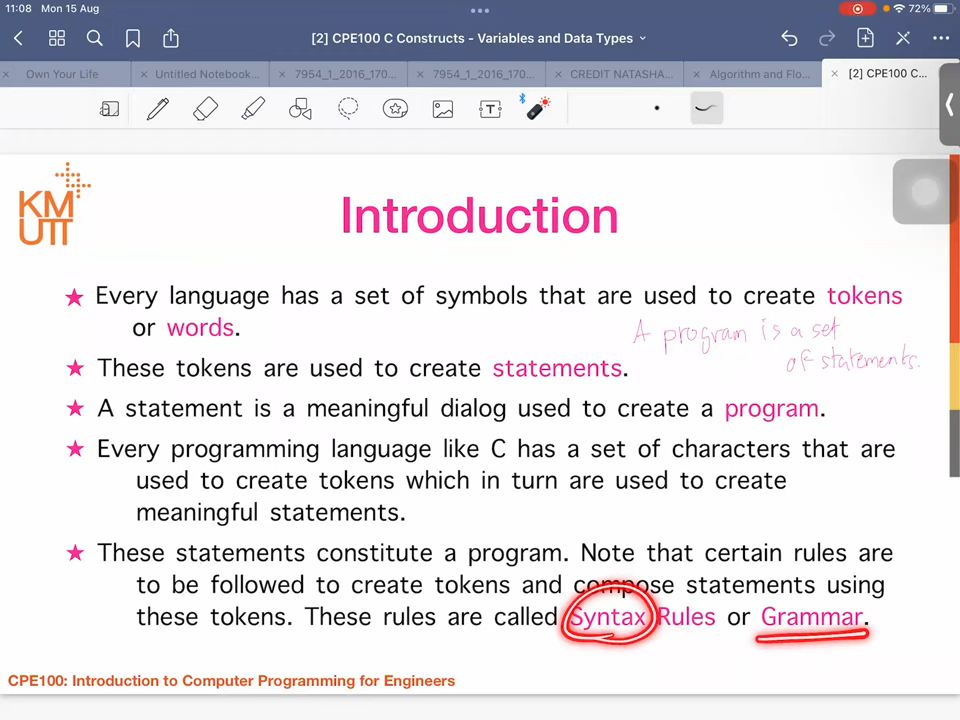 11:08 Mon 15 Aug
72%
[2] CPE100 C Constructs - Variables and Data Types
Own Your Life
Untitled Notebook...
7954_1_2016_170...
7954_1_2016_170...
CREDIT NATASHA...
Algorithm and Flo...
[2] CPE100 C...
T
KM
UTT
Introduction
★ Every language has a set of symbols that are used to create tokens
or words.
A program is a set
of statements.
★ These tokens are used to create statements.
★ A statement is a meaningful dialog used to create a program.
★ Every programming language like C has a set of characters that are
used to create tokens which in turn are used to create
meaningful statements.
★ These statements constitute a program. Note that certain rules are
to be followed to create tokens and compose statements using
these tokens. These rules are called Syntax Rules or Grammar.
CPE100: Introduction to Computer Programming for Engineers